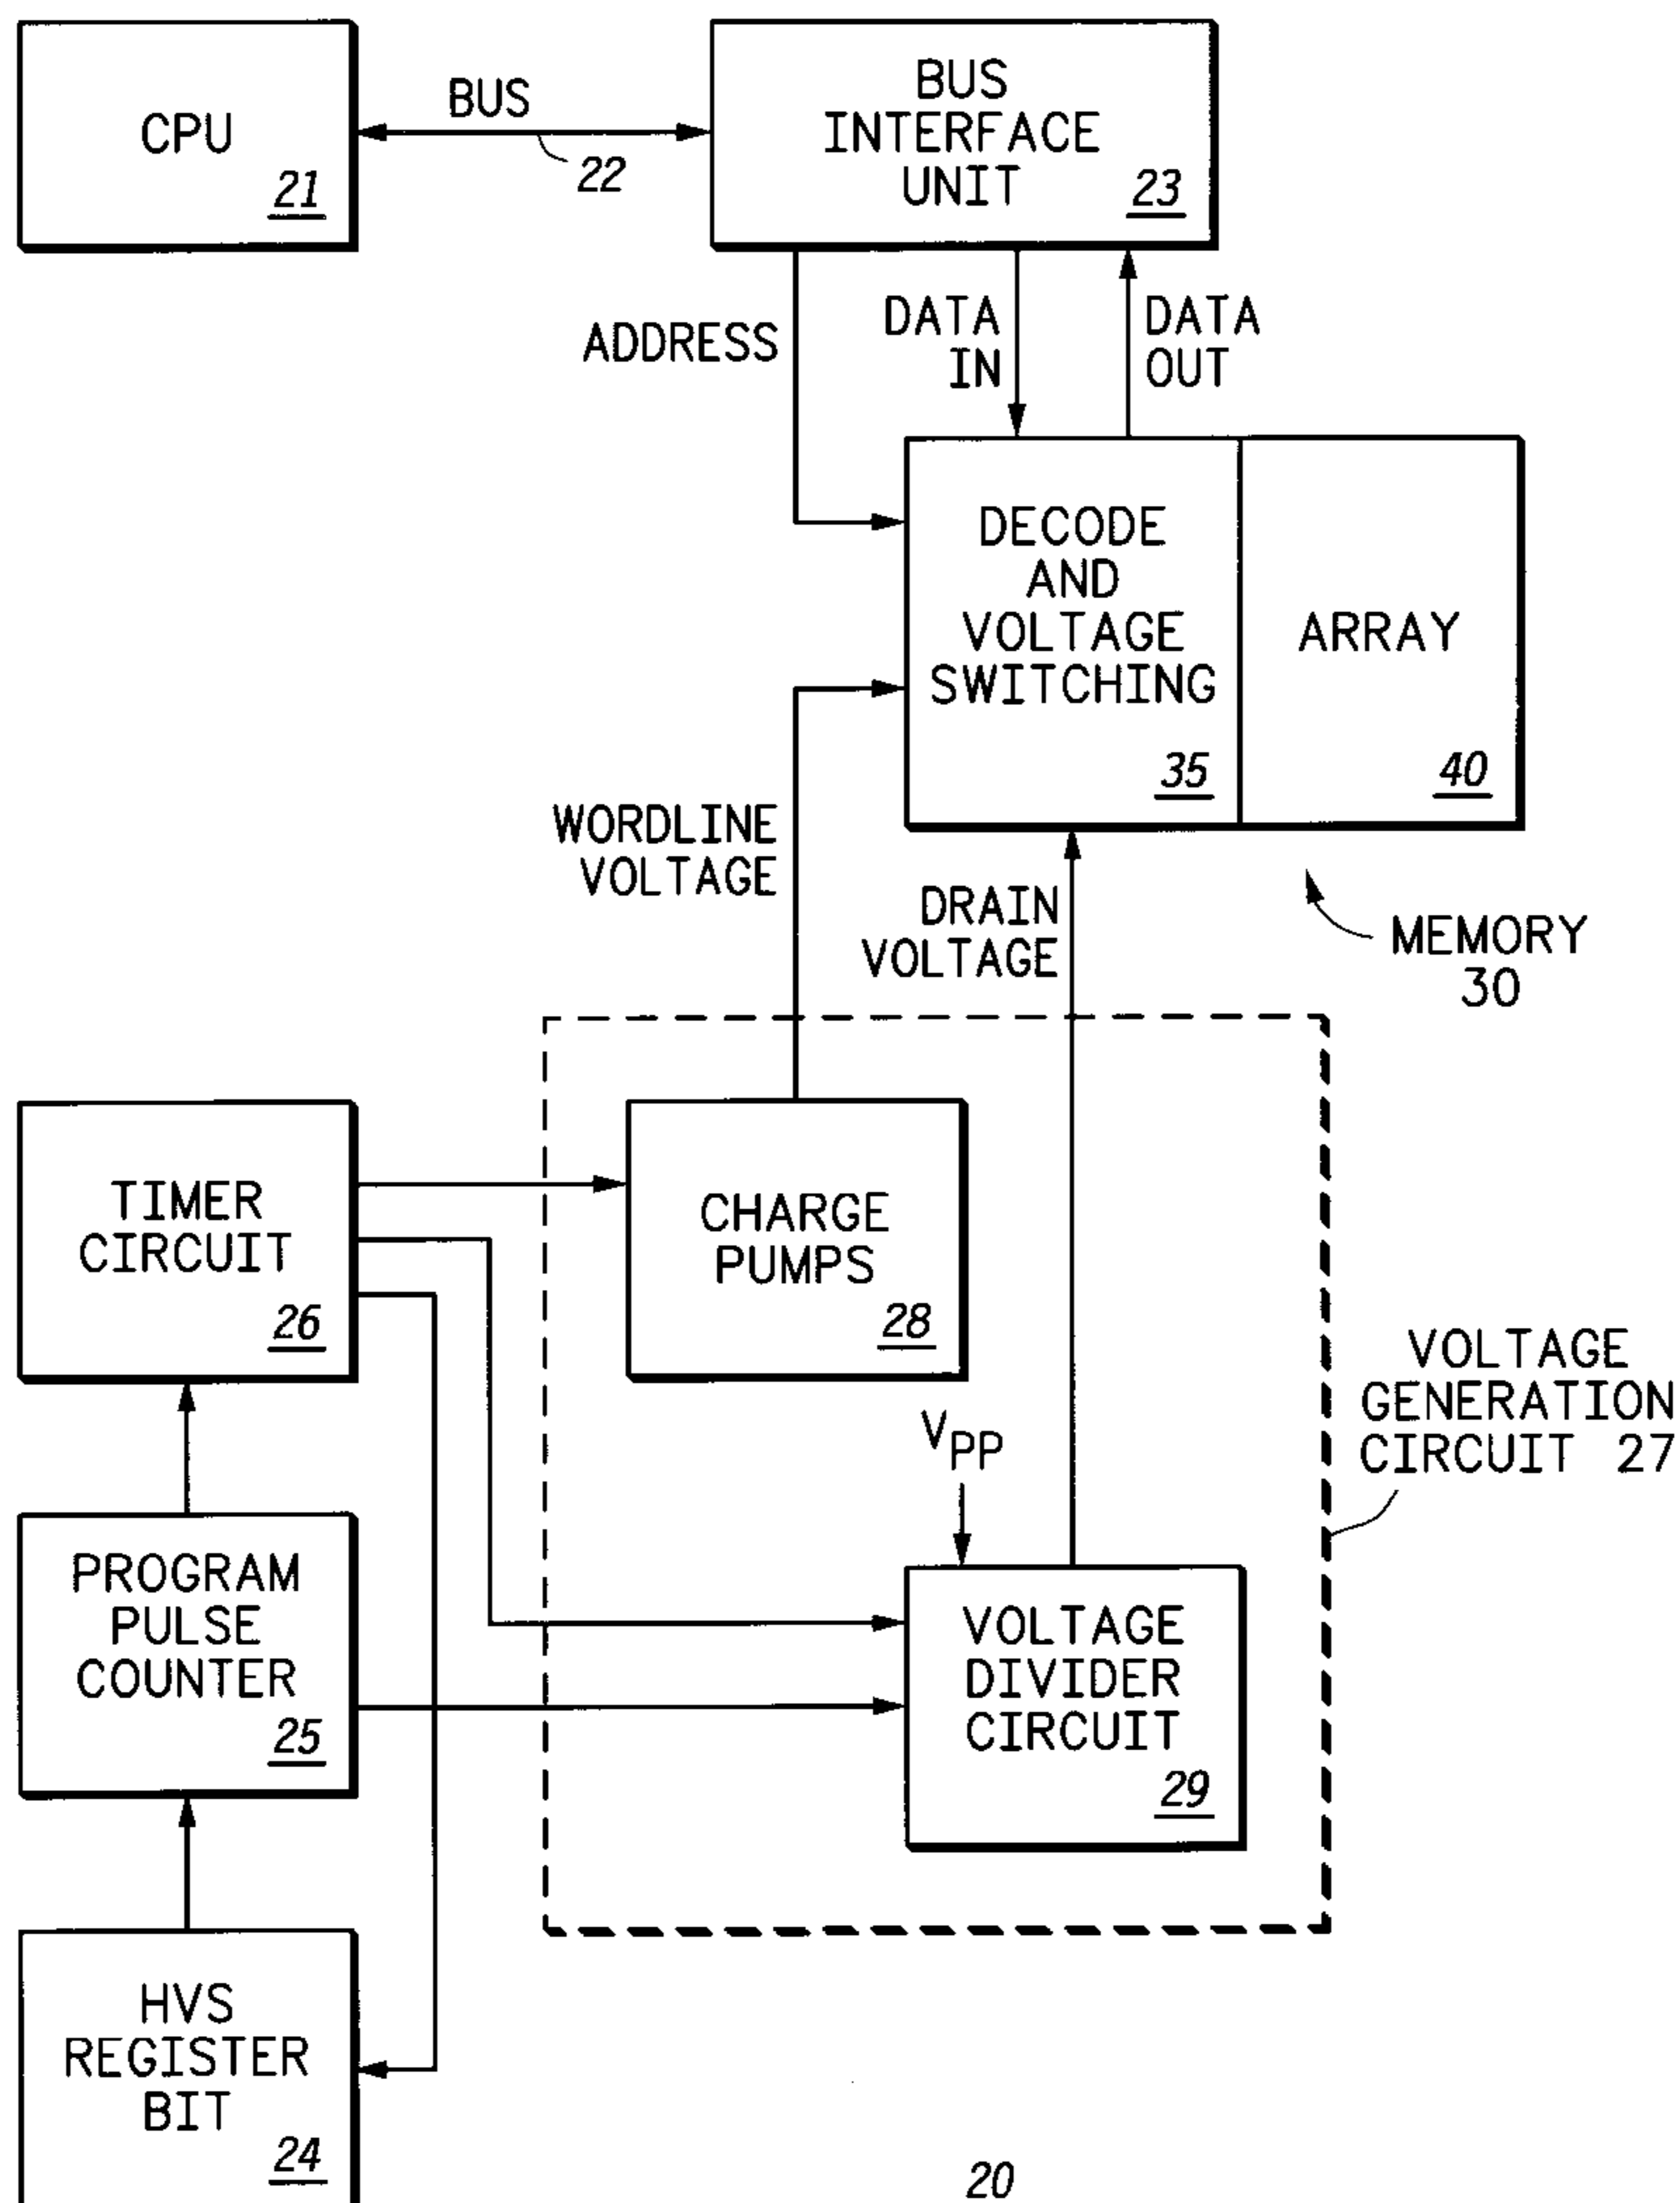 CPU
21
BUS
22
BUS
INTERFACE
UNIT
23
ADDRESS
DATA
IN
DATA
OUT
DECODE
AND
VOLTAGE
SWITCHING
35
ARRAY
40
WORDLINE
VOLTAGE
DRAIN
VOLTAGE
MEMORY
30
TIMER
CIRCUIT
26
CHARGE
PUMPS
28
VOLTAGE
GENERATION
CIRCUIT 27
VPP
PROGRAM
PULSE
COUNTER
25
VOLTAGE
DIVIDER
CIRCUIT
29
HVS
REGISTER
BIT
24
20